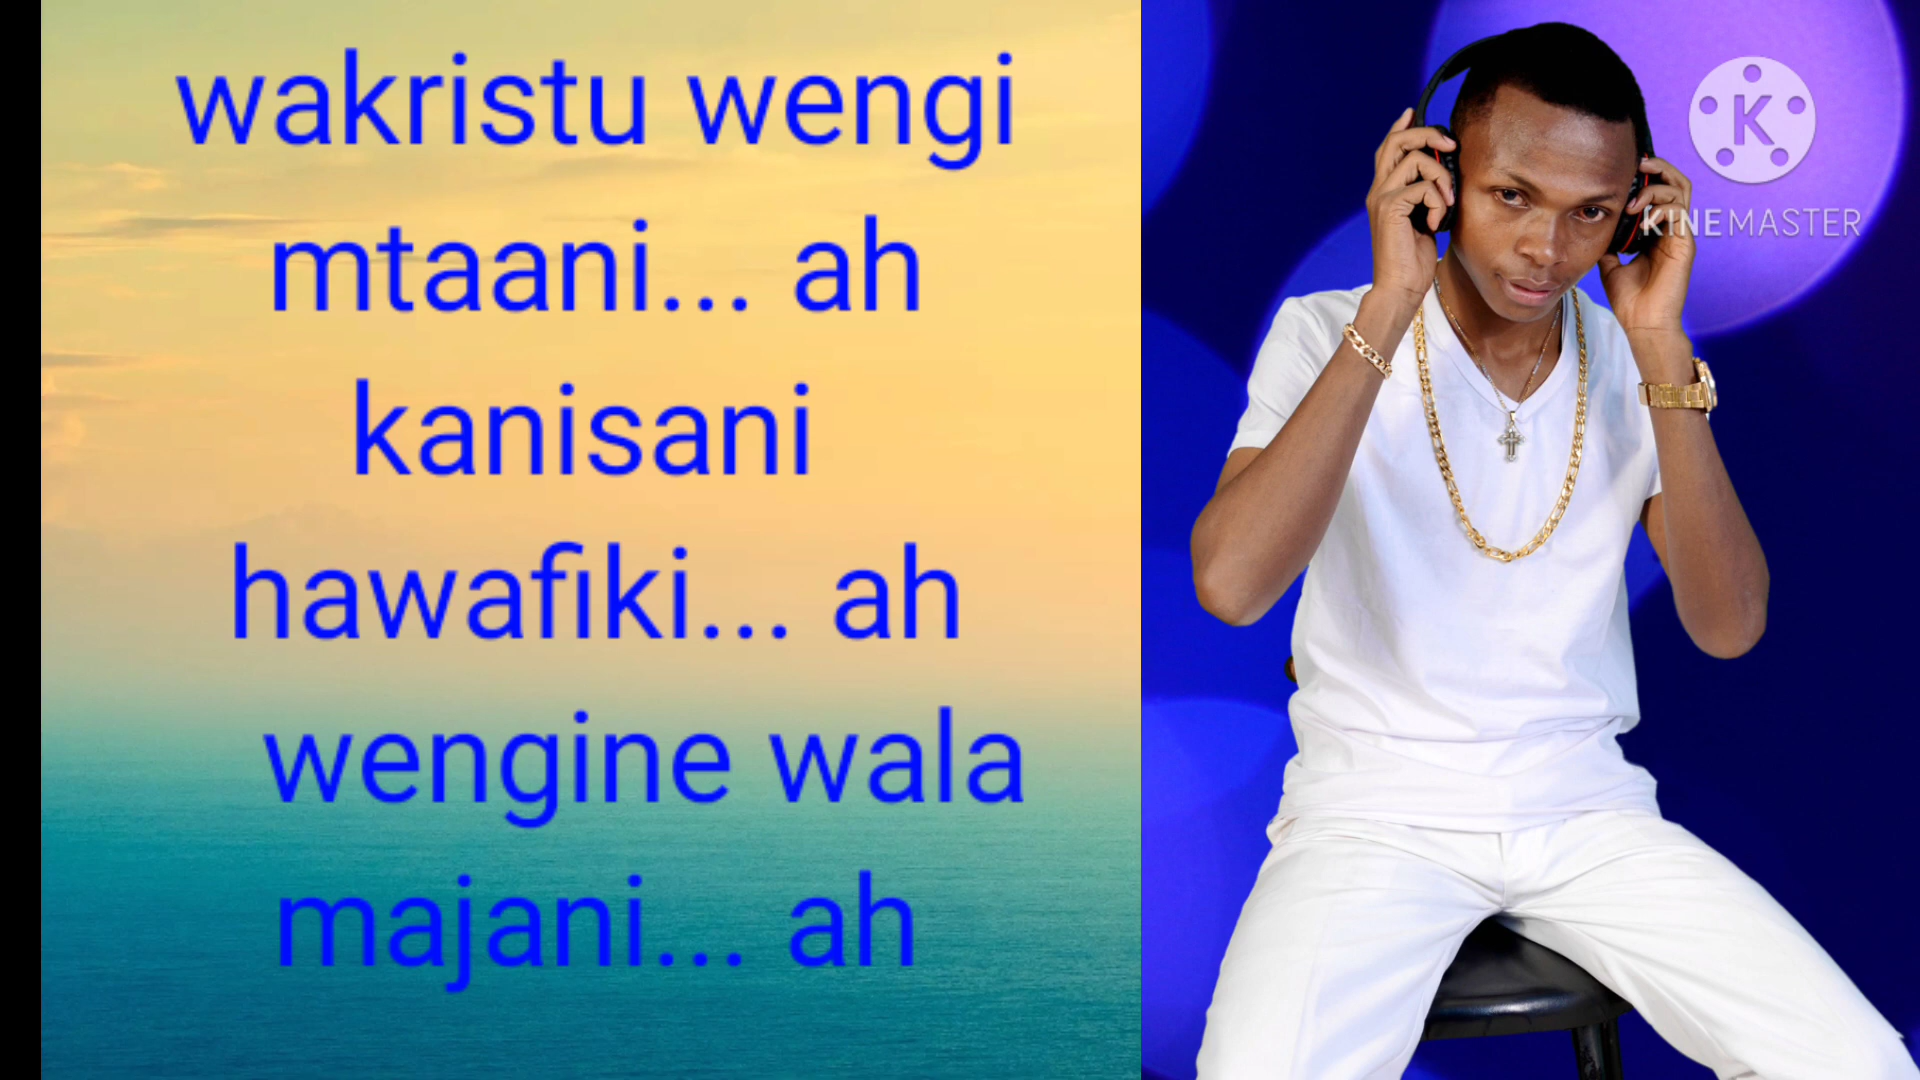 wakristu wengi
mtaani... ah
kanisani
hawafiki... ah
wengine wala
majani... ah
K
KINEMASTER